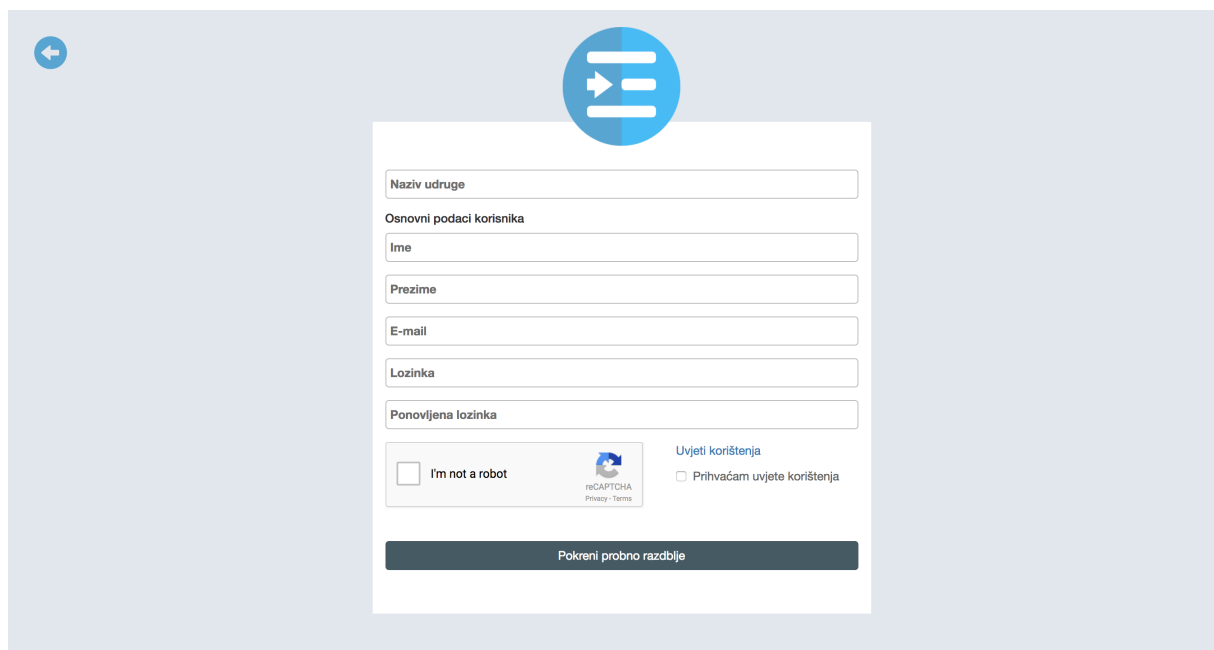 Naziv udruge
Osnovni podaci korisnika
Ime
Prezime
E-mail
Lozinka
Ponovljena lozinka
I'm not a robot
reCAPTCHA
Privacy - Terms
Uvjeti korištenja
Prihvaćam uvjete korištenja
Pokreni probno razdblje